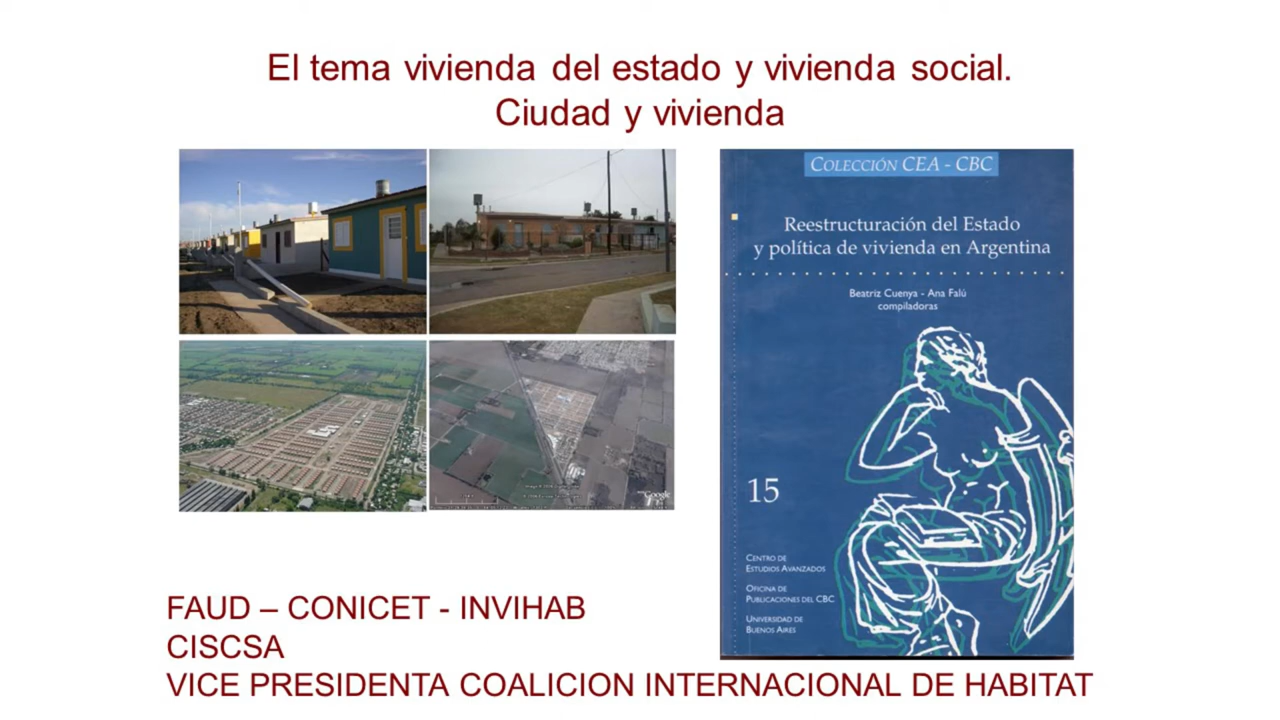 El tema vivienda del estado y vivienda social.
Ciudad y vivienda
COLECCIÓN CEA - CBC
Reestructuración del Estado
y política de vivienda en Argentina
Beatriz Cuenya - Ana Falú
compiladoras
15
CENTRO DE
ESTUDIOS AVANZADOS
OFICINA DE
PUBLICACIONES DEL CBC
UNIVERSIDAD DE
BUENOS AIRES
Google
FAUD – CONICET - INVIHAB
CISCSA
VICE PRESIDENTA COALICION INTERNACIONAL DE HABITAT